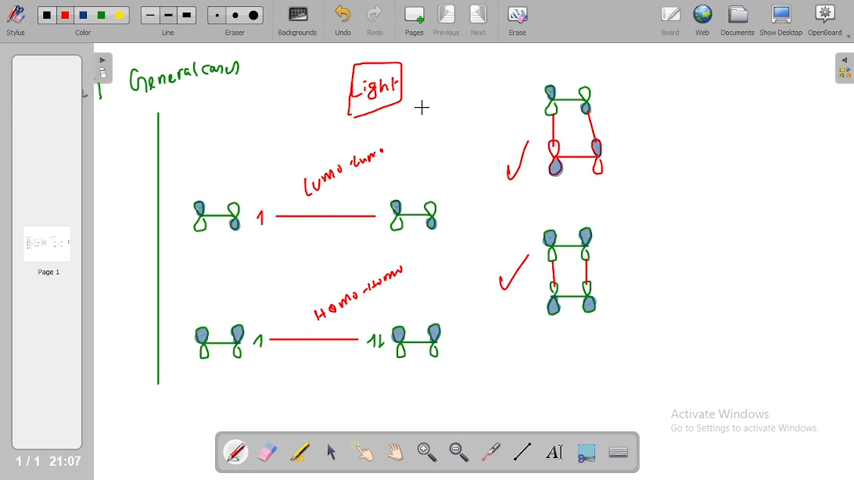 Stylus
Color
Line
Eraser
Backgrounds
Undo
Redo
Pages
Previous
Next
Erase
Board
Web
Documents
Show Desktop
OpenBoard
General cases
Light
Lumo-Lumo
Homo-Homo
Page 1
1 / 1 21:07
Activate Windows
Go to Settings to activate Windows.